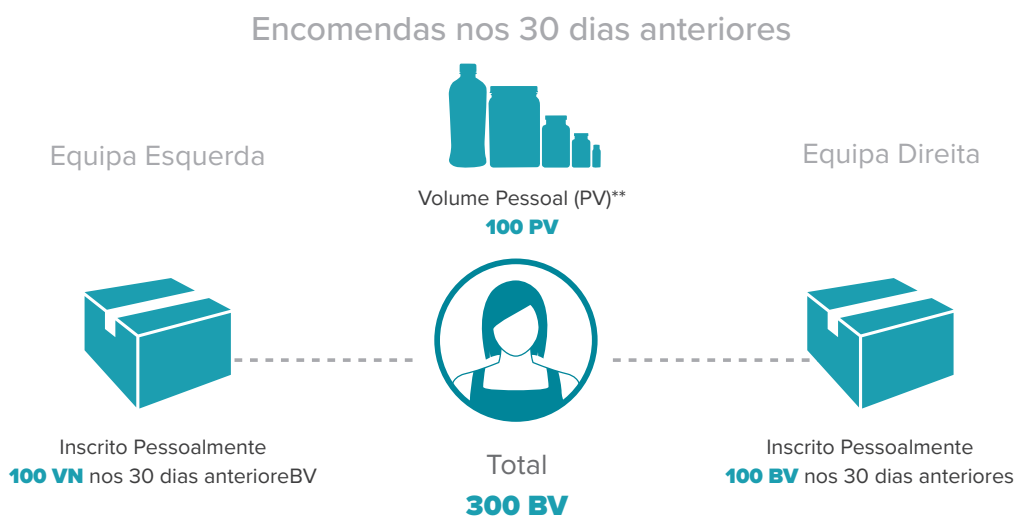 Encomendas nos 30 dias anteriores
Equipa Esquerda
Volume Pessoal (PV)**
100 PV
Equipa Direita
Inscrito Pessoalmente
100 VN nos 30 dias anterioreBV
Total
300 BV
Inscrito Pessoalmente
100 BV nos 30 dias anteriores